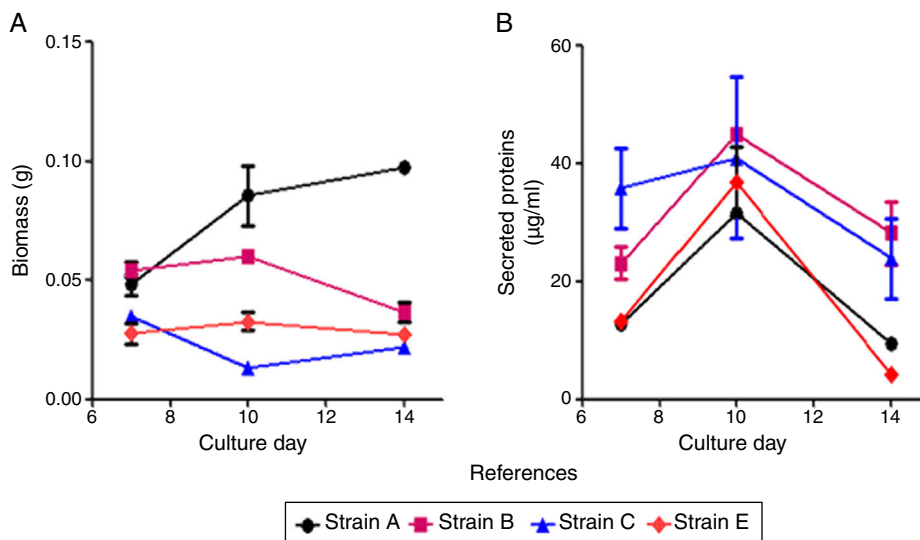 A
Biomass (g)
0.15
0.10
0.05
0.00
6 8 10 12 14
Culture day
B
Secreted proteins
(µg/ml)
60
40
20
0
6 8 10 12 14
Culture day
References
Strain A Strain B Strain C Strain E